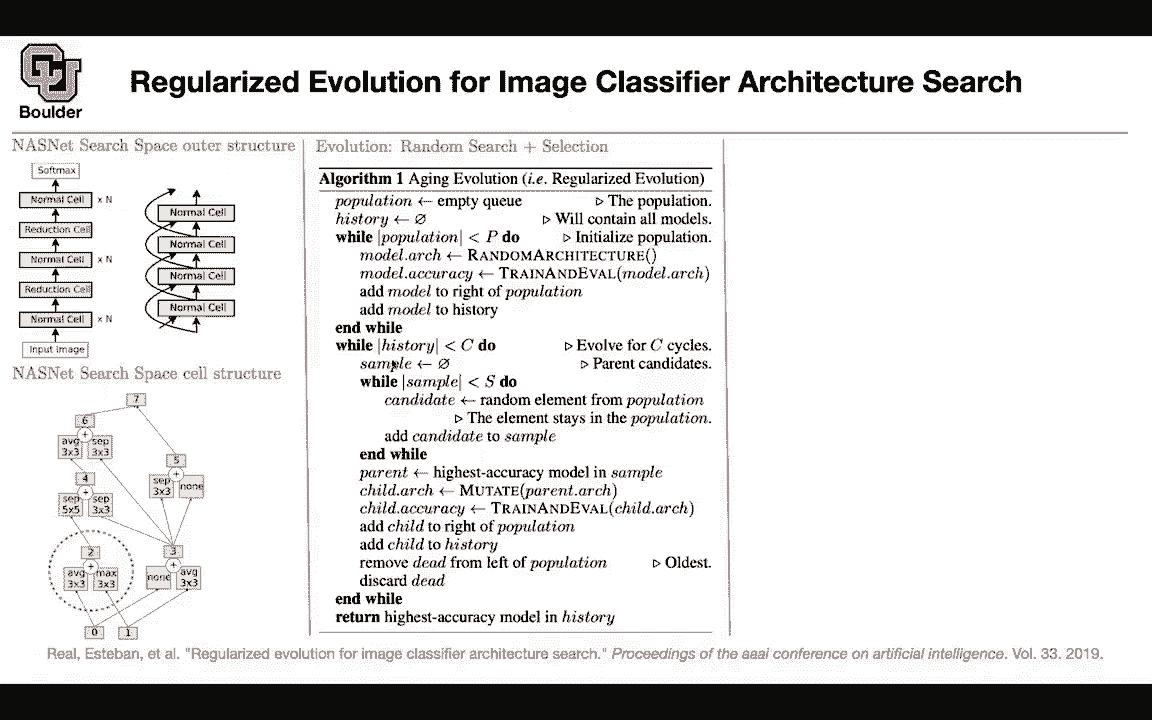 Boulder
Regularized Evolution for Image Classifier Architecture Search
NASNet Search Space outer structure
Softmax
Normal Cell x N
Reduction Cell
Normal Cell x N
Reduction Cell
Normal Cell x N
Input Image
Normal Cell
Normal Cell
Normal Cell
Normal Cell
NASNet Search Space cell structure
7
6
+
avg 3x3
sep 3x3
5
+
sep 3x3
none
4
+
sep 5x5
sep 3x3
2
+
avg 3x3
max 3x3
3
+
none
avg 3x3
0
1
Evolution: Random Search + Selection
Algorithm 1 Aging Evolution (i.e. Regularized Evolution)
population ← empty queue ▷ The population.
history ← ∅ ▷ Will contain all models.
while |population| < P do ▷ Initialize population.
model.arch ← RANDOMARCHITECTURE()
model.accuracy ← TRAINANDEVAL(model.arch)
add model to right of population
add model to history
end while
while |history| < C do ▷ Evolve for C cycles.
sample ← ∅ ▷ Parent candidates.
while |sample| < S do
candidate ← random element from population
▷ The element stays in the population.
add candidate to sample
end while
parent ← highest-accuracy model in sample
child.arch ← MUTATE(parent.arch)
child.accuracy ← TRAINANDEVAL(child.arch)
add child to right of population
add child to history
remove dead from left of population ▷ Oldest.
discard dead
end while
return highest-accuracy model in history
Real, Esteban, et al. "Regularized evolution for image classifier architecture search." Proceedings of the aaai conference on artificial intelligence. Vol. 33. 2019.